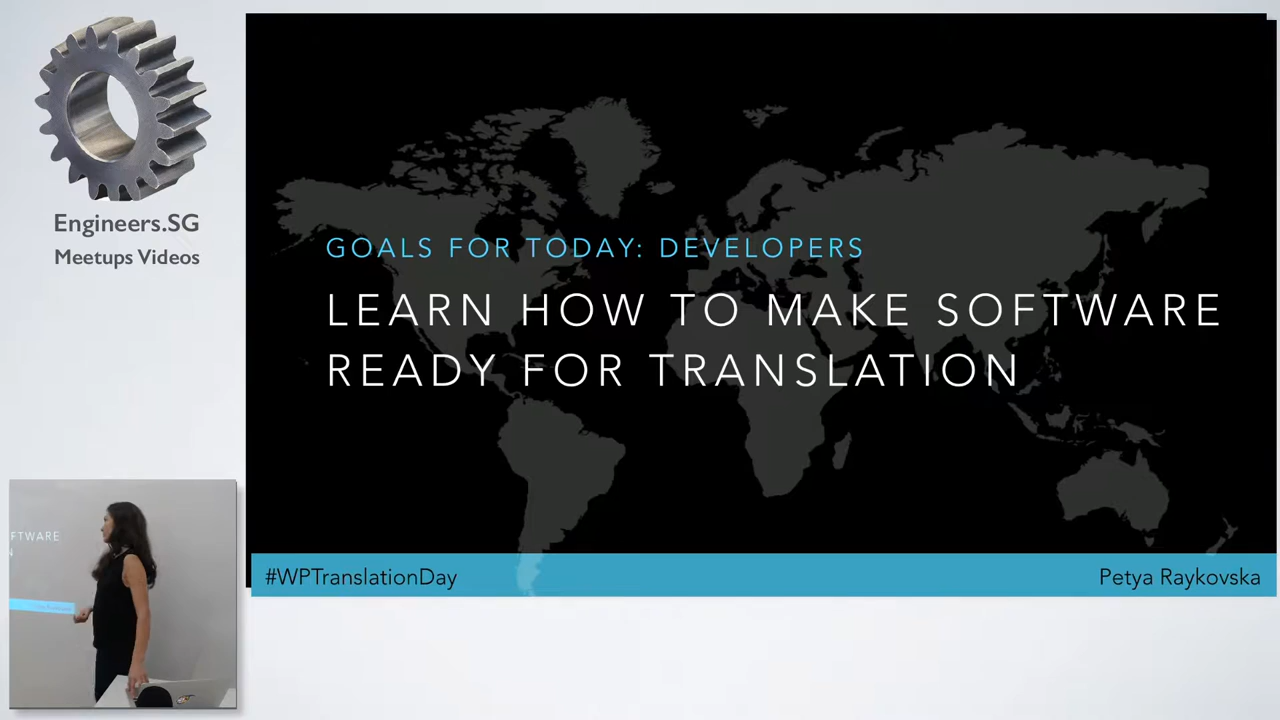 Engineers.SG
Meetups Videos
GOALS FOR TODAY: DEVELOPERS
LEARN HOW TO MAKE SOFTWARE
READY FOR TRANSLATION
#WPTranslationDay
Petya Raykovska
FTWARE